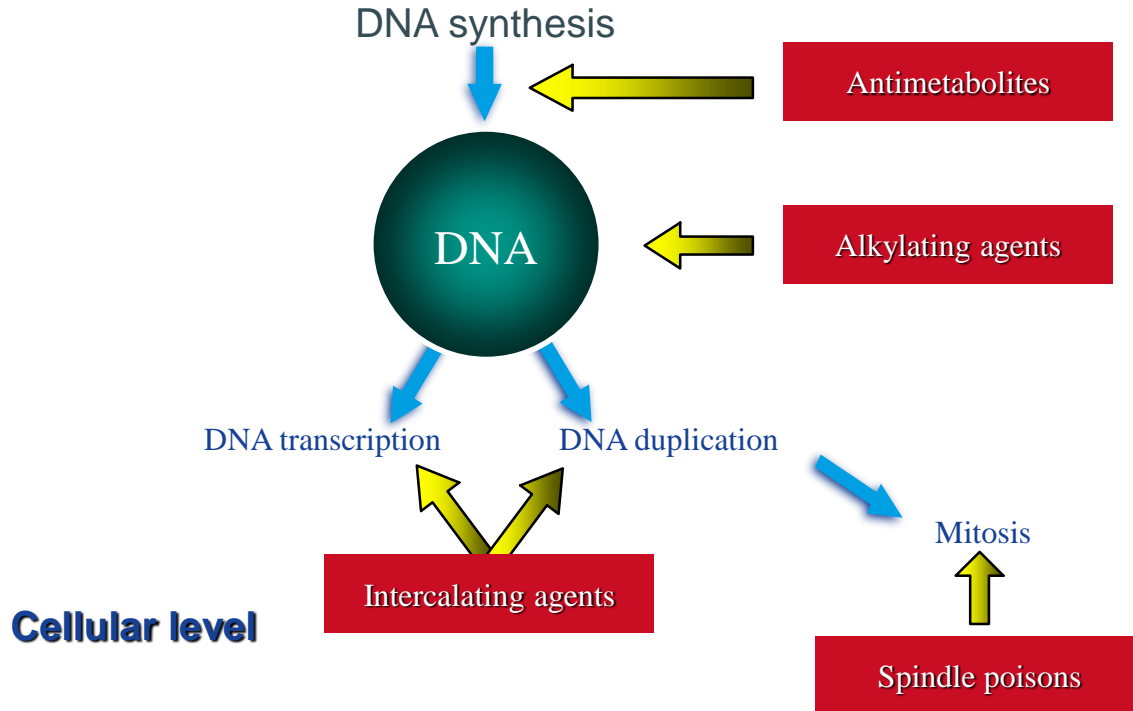 DNA synthesis
Antimetabolites
DNA
Alkylating agents
DNA transcription
DNA duplication
Mitosis
Intercalating agents
Cellular level
Spindle poisons